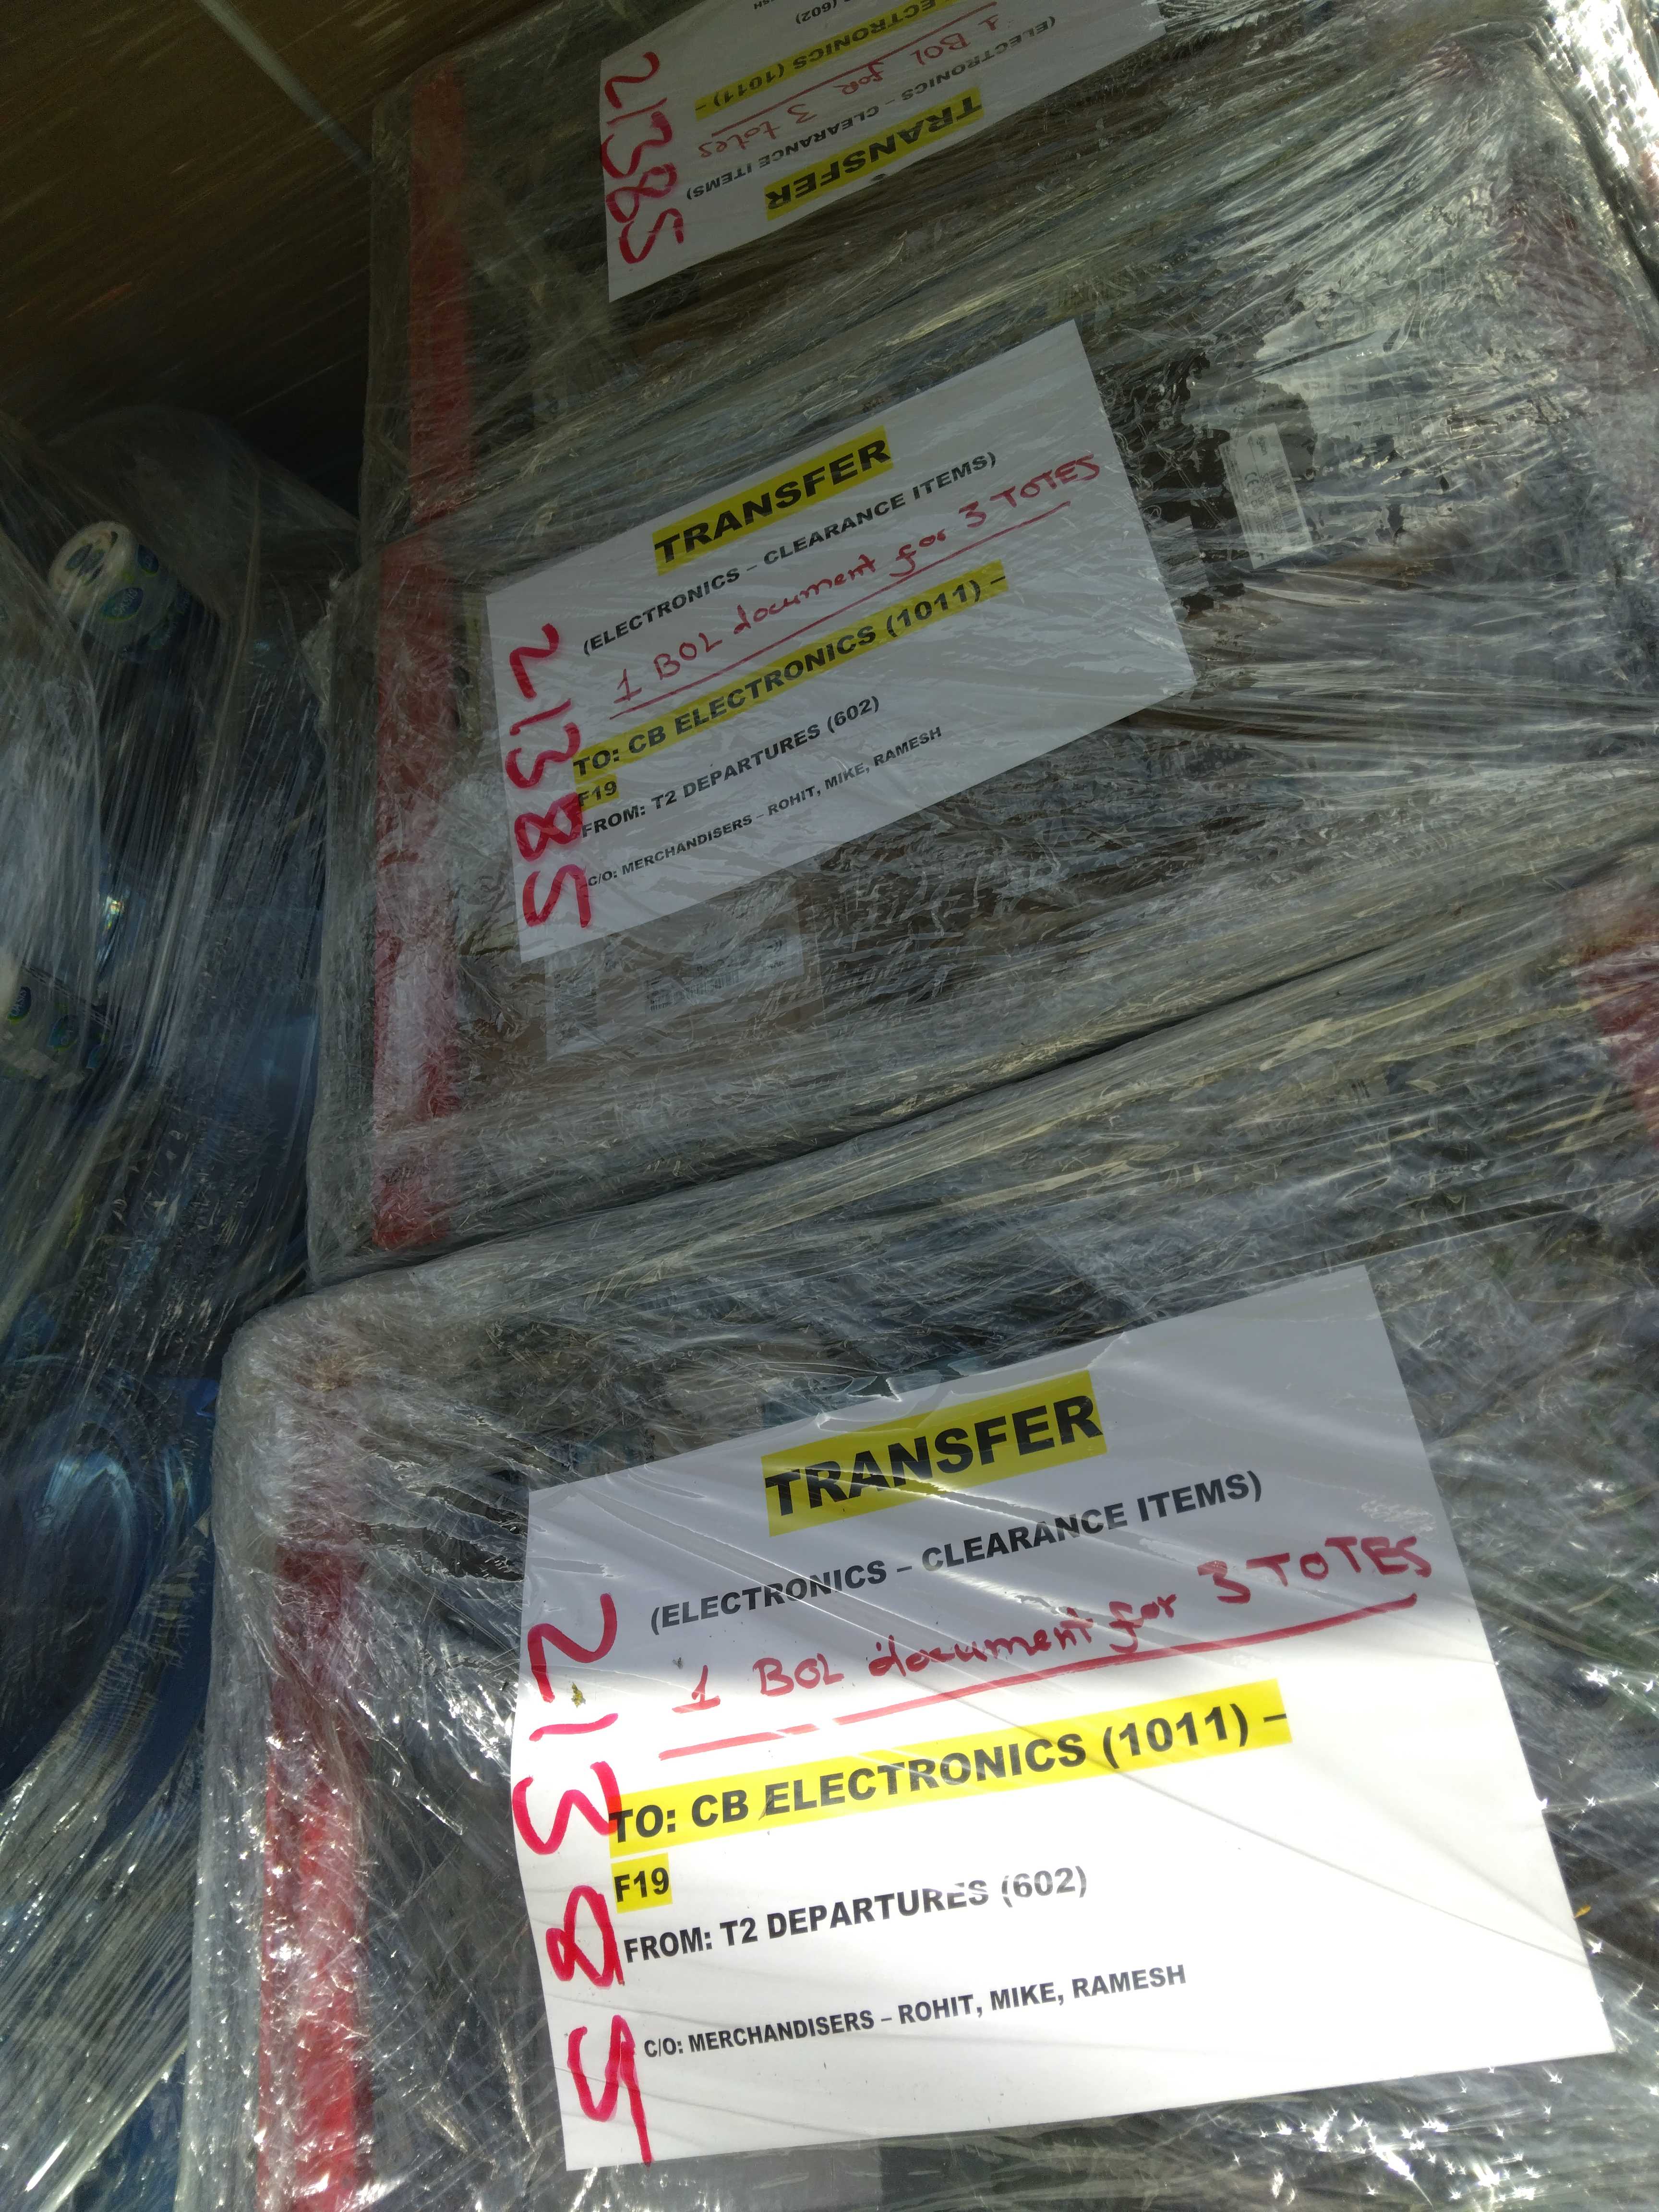 TRANSFER
(ELECTRONICS – CLEARANCE ITEMS)
1 BOL for 3 totes
ECTRONICS (1011) –
(602)
21385
TRANSFER
(ELECTRONICS – CLEARANCE ITEMS)
1 BOL document for 3 TOTES
TO: CB ELECTRONICS (1011) –
F19
FROM: T2 DEPARTURES (602)
C/O: MERCHANDISERS – ROHIT, MIKE, RAMESH
21385
TRANSFER
(ELECTRONICS – CLEARANCE ITEMS)
1 BOL document for 3 TOTES
TO: CB ELECTRONICS (1011) –
F19
FROM: T2 DEPARTURES (602)
C/O: MERCHANDISERS – ROHIT, MIKE, RAMESH
21385